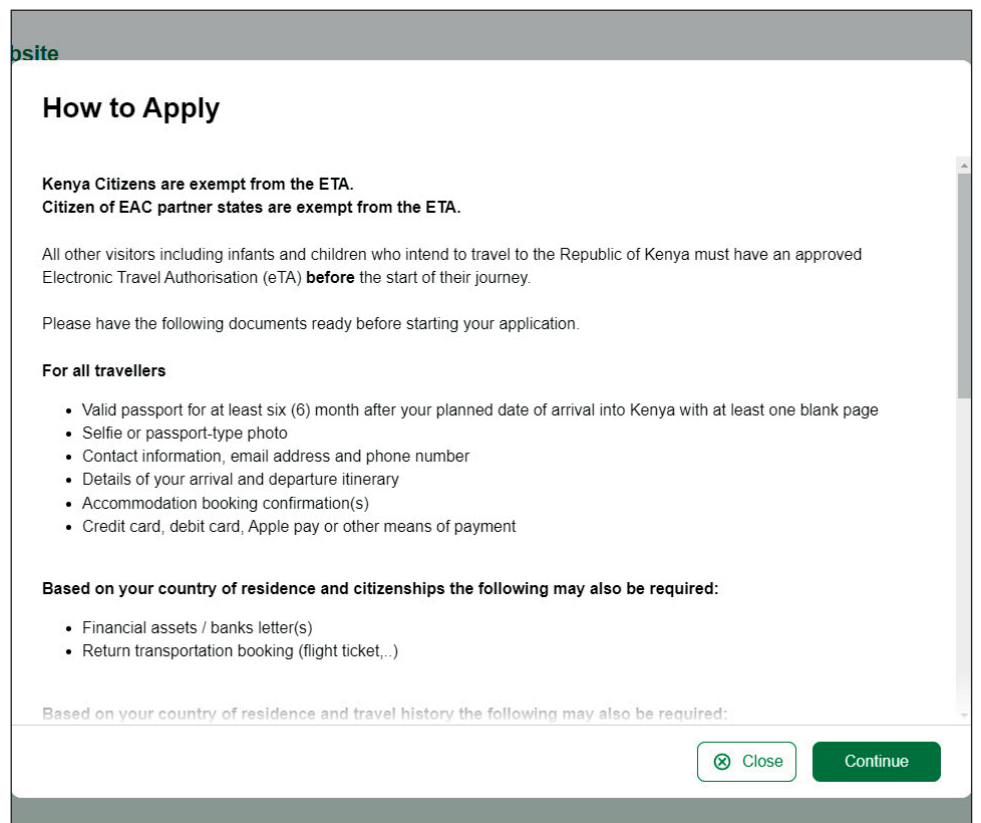 bsite
How to Apply
Kenya Citizens are exempt from the ETA.
Citizen of EAC partner states are exempt from the ETA.
All other visitors including infants and children who intend to travel to the Republic of Kenya must have an approved
Electronic Travel Authorisation (eTA) before the start of their journey.
Please have the following documents ready before starting your application.
For all travellers
• Valid passport for at least six (6) month after your planned date of arrival into Kenya with at least one blank page
• Selfie or passport-type photo
• Contact information, email address and phone number
• Details of your arrival and departure itinerary
• Accommodation booking confirmation(s)
• Credit card, debit card, Apple pay or other means of payment
Based on your country of residence and citizenships the following may also be required:
• Financial assets / banks letter(s)
• Return transportation booking (flight ticket,..)
Based on your country of residence and travel history the following may also be required:
Close
Continue